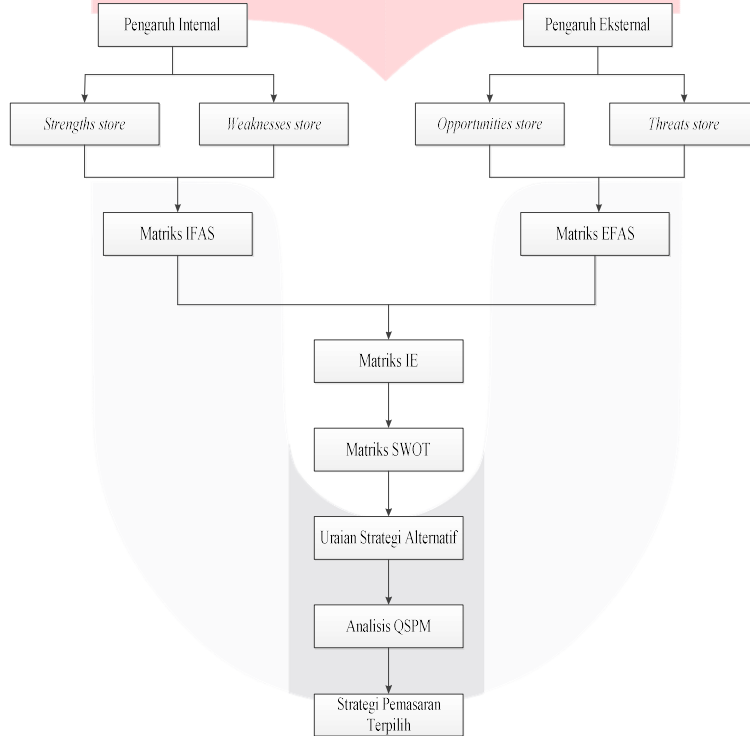 Pengaruh Internal
Pengaruh Eksternal
Strengths store
Weaknesses store
Opportunities store
Threats store
Matriks IFAS
Matriks EFAS
Matriks IE
Matriks SWOT
Uraian Strategi Alternatif
Analisis QSPM
Strategi Pemasaran
Terpilih